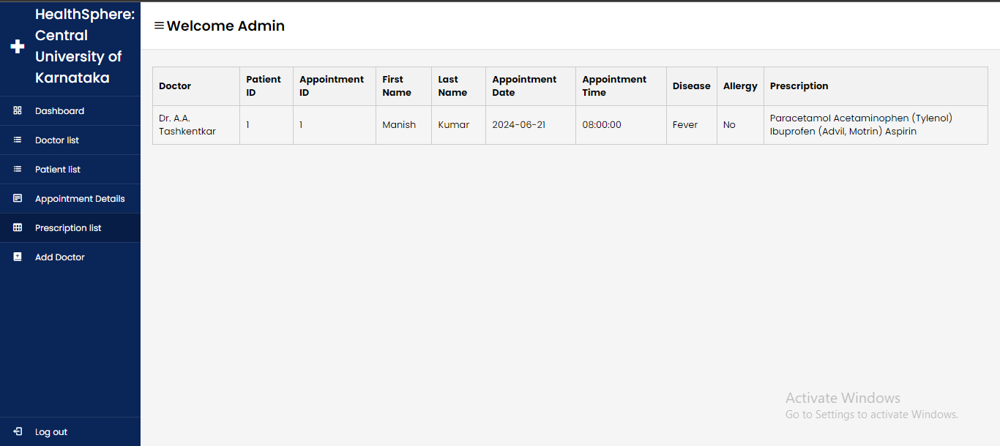 HealthSphere:
Central
University of
Karnataka
Dashboard
Doctor list
Patient list
Appointment Details
Prescription list
Add Doctor
Log out
Welcome Admin
Doctor Patient ID Appointment ID First Name Last Name Appointment Date Appointment Time Disease Allergy Prescription
Dr. A.A. Tashkentkar 1 1 Manish Kumar 2024-06-21 08:00:00 Fever No Paracetamol Acetaminophen (Tylenol) Ibuprofen (Advil, Motrin) Aspirin
Activate Windows
Go to Settings to activate Windows.